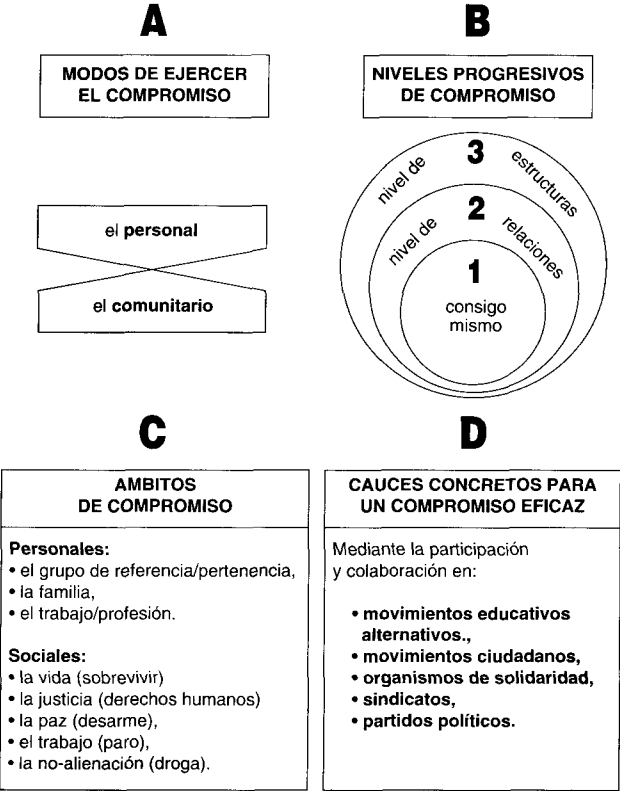 A
MODOS DE EJERCER
EL COMPROMISO
el personal
el comunitario
B
NIVELES PROGRESIVOS
DE COMPROMISO
3
nivel de estructuras
2
nivel de relaciones
1
consigo
mismo
C
AMBITOS
DE COMPROMISO
Personales:
• el grupo de referencia/pertenencia,
• la familia,
• el trabajo/profesión.
Sociales:
• la vida (sobrevivir)
• la justicia (derechos humanos)
• la paz (desarme),
• el trabajo (paro),
• la no-alienación (droga).
D
CAUCES CONCRETOS PARA
UN COMPROMISO EFICAZ
Mediante la participación
y colaboración en:
• movimientos educativos
alternativos.,
• movimientos ciudadanos,
• organismos de solidaridad,
• sindicatos,
• partidos políticos.